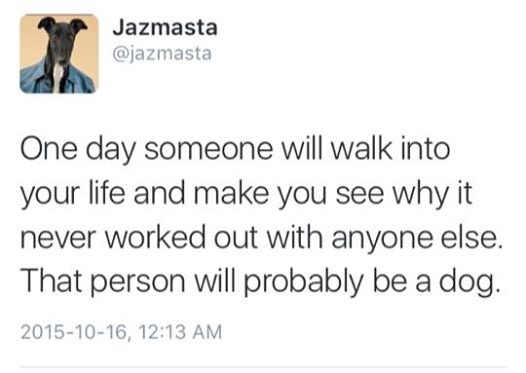 Jazmasta
@jazmasta
One day someone will walk into
your life and make you see why it
never worked out with anyone else.
That person will probably be a dog.
2015-10-16, 12:13 AM